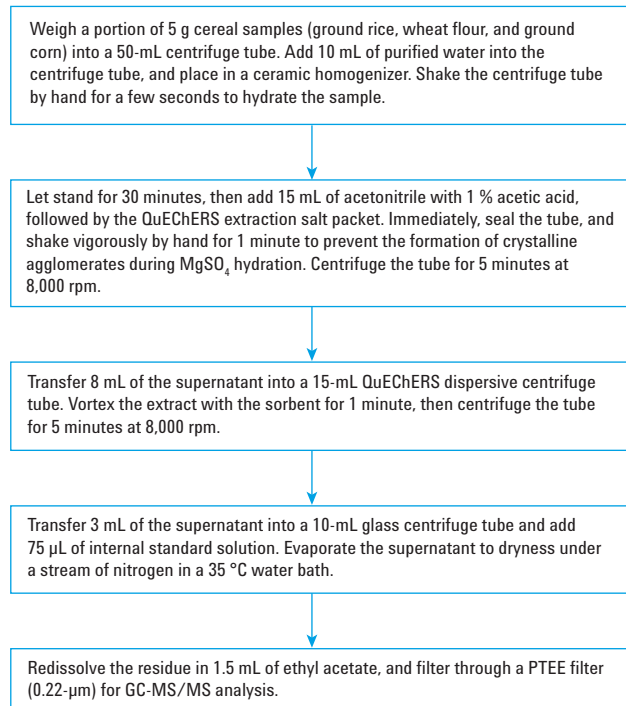 Weigh a portion of 5 g cereal samples (ground rice, wheat flour, and ground
corn) into a 50-mL centrifuge tube. Add 10 mL of purified water into the
centrifuge tube, and place in a ceramic homogenizer. Shake the centrifuge tube
by hand for a few seconds to hydrate the sample.
Let stand for 30 minutes, then add 15 mL of acetonitrile with 1 % acetic acid,
followed by the QuEChERS extraction salt packet. Immediately, seal the tube, and
shake vigorously by hand for 1 minute to prevent the formation of crystalline
agglomerates during MgSO₄ hydration. Centrifuge the tube for 5 minutes at
8,000 rpm.
Transfer 8 mL of the supernatant into a 15-mL QuEChERS dispersive centrifuge
tube. Vortex the extract with the sorbent for 1 minute, then centrifuge the tube
for 5 minutes at 8,000 rpm.
Transfer 3 mL of the supernatant into a 10-mL glass centrifuge tube and add
75 µL of internal standard solution. Evaporate the supernatant to dryness under
a stream of nitrogen in a 35 °C water bath.
Redissolve the residue in 1.5 mL of ethyl acetate, and filter through a PTEE filter
(0.22-µm) for GC-MS/MS analysis.